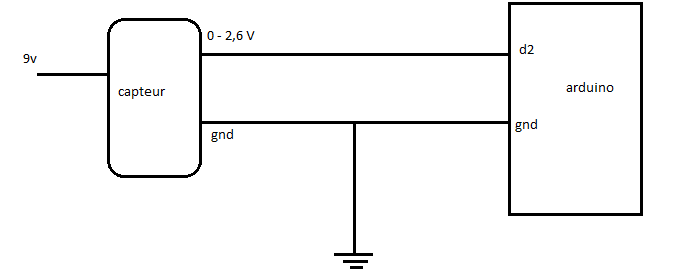 0 - 2,6 V
9v
d2
capteur
arduino
gnd
gnd